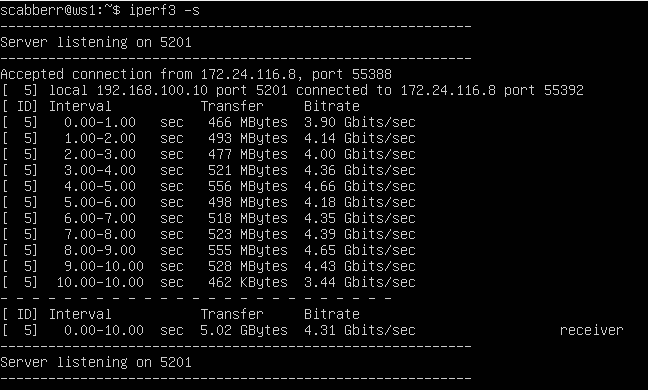 scabberr@ws1:~$ iperf3 -s
-----------------------------------------------------------
Server listening on 5201
-----------------------------------------------------------
Accepted connection from 172.24.116.8, port 55388
[  5] local 192.168.100.10 port 5201 connected to 172.24.116.8 port 55392
[ ID] Interval           Transfer     Bitrate
[  5]   0.00-1.00   sec   466 MBytes  3.90 Gbits/sec
[  5]   1.00-2.00   sec   493 MBytes  4.14 Gbits/sec
[  5]   2.00-3.00   sec   477 MBytes  4.00 Gbits/sec
[  5]   3.00-4.00   sec   521 MBytes  4.36 Gbits/sec
[  5]   4.00-5.00   sec   556 MBytes  4.66 Gbits/sec
[  5]   5.00-6.00   sec   498 MBytes  4.18 Gbits/sec
[  5]   6.00-7.00   sec   518 MBytes  4.35 Gbits/sec
[  5]   7.00-8.00   sec   523 MBytes  4.39 Gbits/sec
[  5]   8.00-9.00   sec   555 MBytes  4.65 Gbits/sec
[  5]   9.00-10.00  sec   528 MBytes  4.43 Gbits/sec
[  5]  10.00-10.00  sec   462 KBytes  3.44 Gbits/sec
- - - - - - - - - - - - - - - - - - - - - - - - -
[ ID] Interval           Transfer     Bitrate
[  5]   0.00-10.00  sec  5.02 GBytes  4.31 Gbits/sec                  receiver
-----------------------------------------------------------
Server listening on 5201
-----------------------------------------------------------